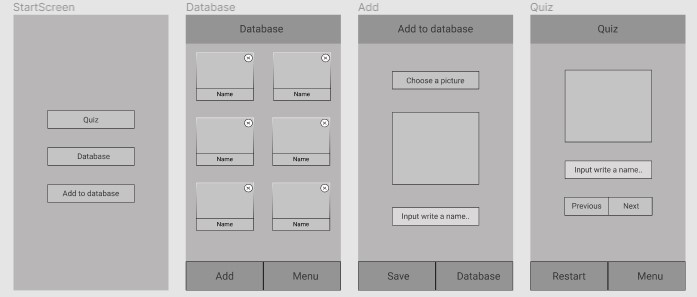 StartScreen
Quiz
Database
Add to database
Database
Database
Name
Name
Name
Name
Name
Name
Add
Menu
Add
Add to database
Choose a picture
Input write a name..
Save
Database
Quiz
Quiz
Input write a name..
Previous
Next
Restart
Menu